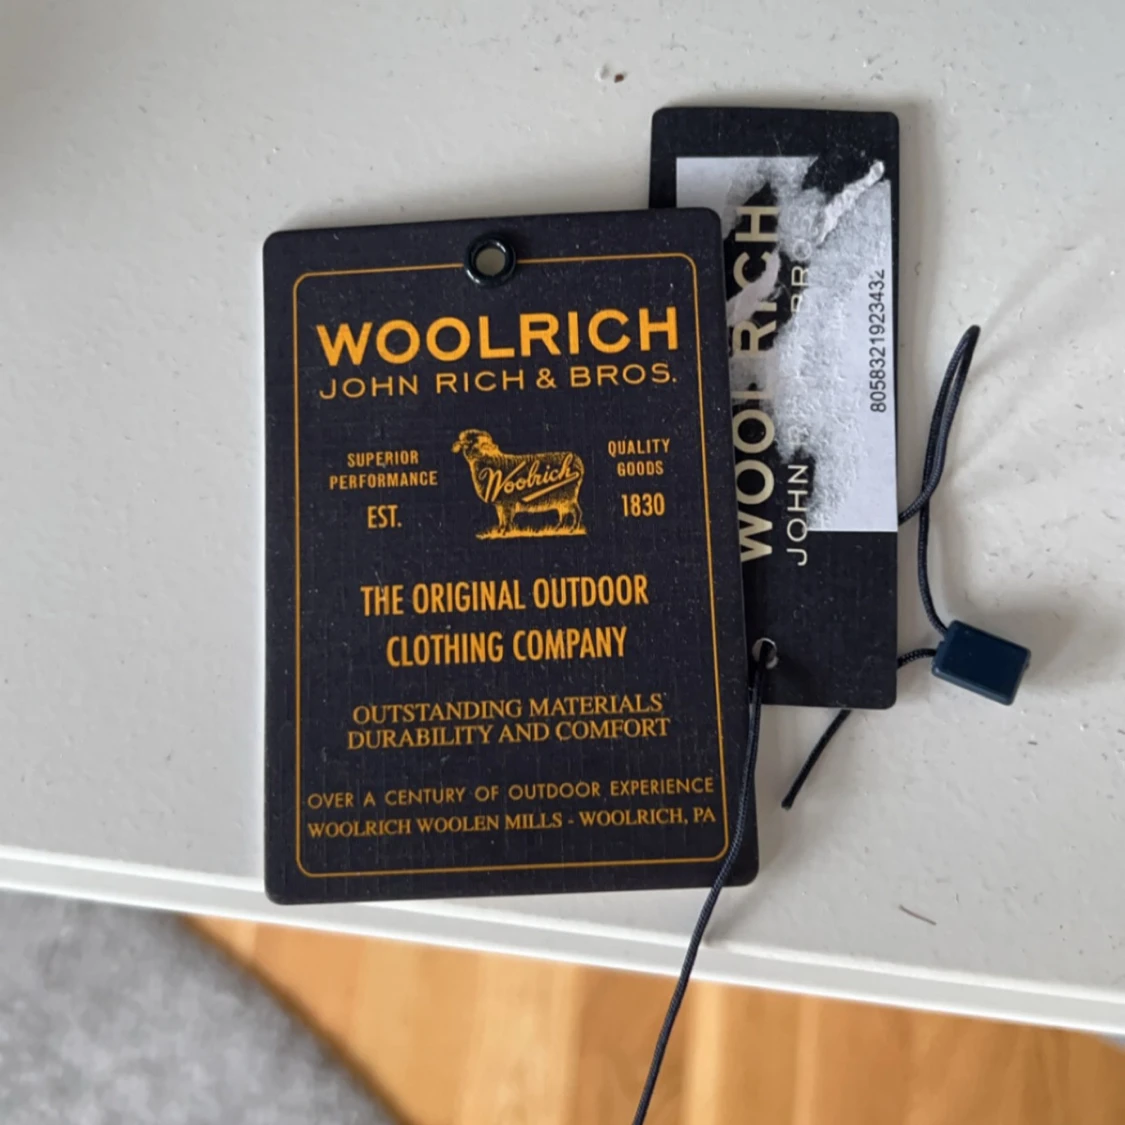 WOOLRICH
JOHN RICH & BROS.
SUPERIOR
PERFORMANCE
EST.
Woolrich
QUALITY
GOODS
1830
THE ORIGINAL OUTDOOR
CLOTHING COMPANY
OUTSTANDING MATERIALS
DURABILITY AND COMFORT
OVER A CENTURY OF OUTDOOR EXPERIENCE
WOOLRICH WOOLEN MILLS - WOOLRICH, PA
WOOLRICH
JOHN
BROS
8058321923432